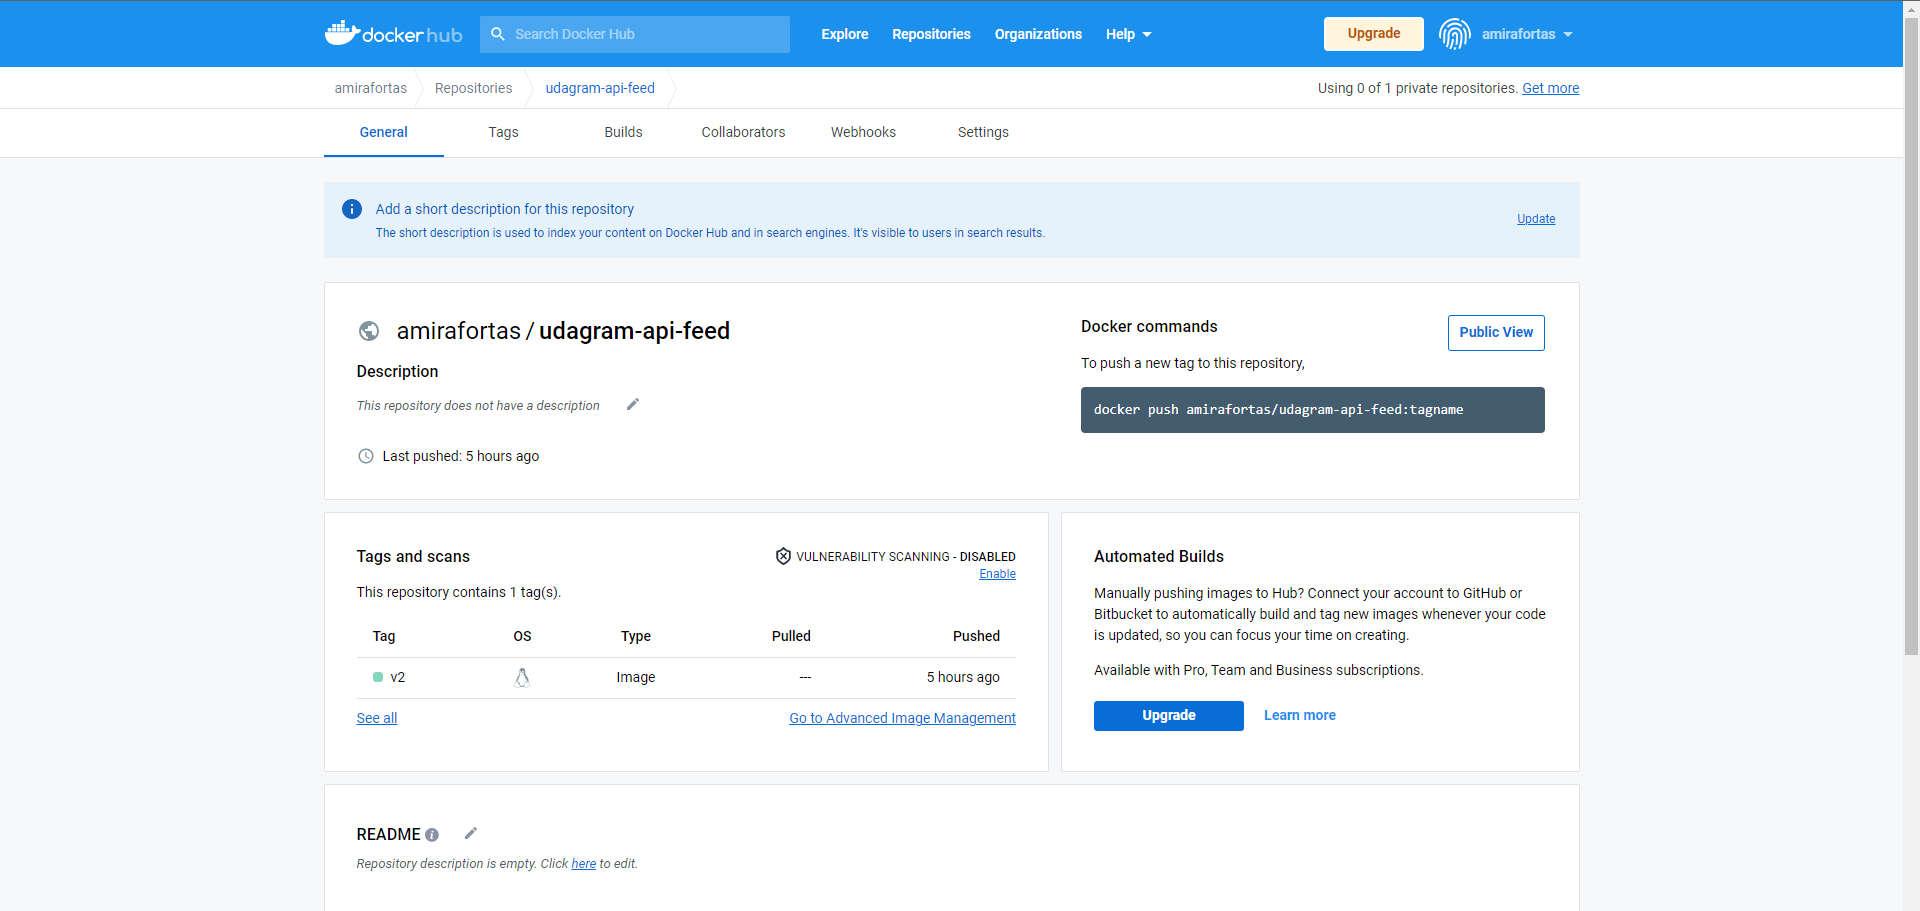 docker hub
Search Docker Hub
Explore
Repositories
Organizations
Help
Upgrade
amirafortas
amirafortas
Repositories
udagram-api-feed
Using 0 of 1 private repositories. Get more
General
Tags
Builds
Collaborators
Webhooks
Settings
Add a short description for this repository
The short description is used to index your content on Docker Hub and in search engines. It's visible to users in search results.
Update
amirafortas / udagram-api-feed
Description
This repository does not have a description
Last pushed: 5 hours ago
Docker commands
Public View
To push a new tag to this repository,
docker push amirafortas/udagram-api-feed:tagname
Tags and scans
VULNERABILITY SCANNING - DISABLED
Enable
This repository contains 1 tag(s).
Tag OS Type Pulled Pushed
v2 Image --- 5 hours ago
See all
Go to Advanced Image Management
Automated Builds
Manually pushing images to Hub? Connect your account to GitHub or
Bitbucket to automatically build and tag new images whenever your code
is updated, so you can focus your time on creating.
Available with Pro, Team and Business subscriptions.
Upgrade
Learn more
README
Repository description is empty. Click here to edit.